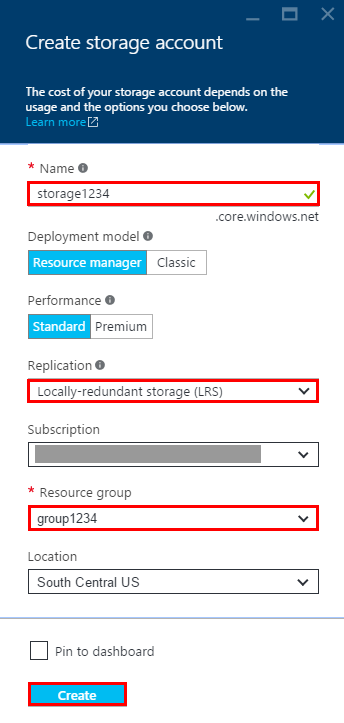 Create storage account
The cost of your storage account depends on the
usage and the options you choose below.
Learn more
* Name
storage1234
.core.windows.net
Deployment model
Resource manager Classic
Performance
Standard Premium
Replication
Locally-redundant storage (LRS)
Subscription
* Resource group
group1234
Location
South Central US
Pin to dashboard
Create